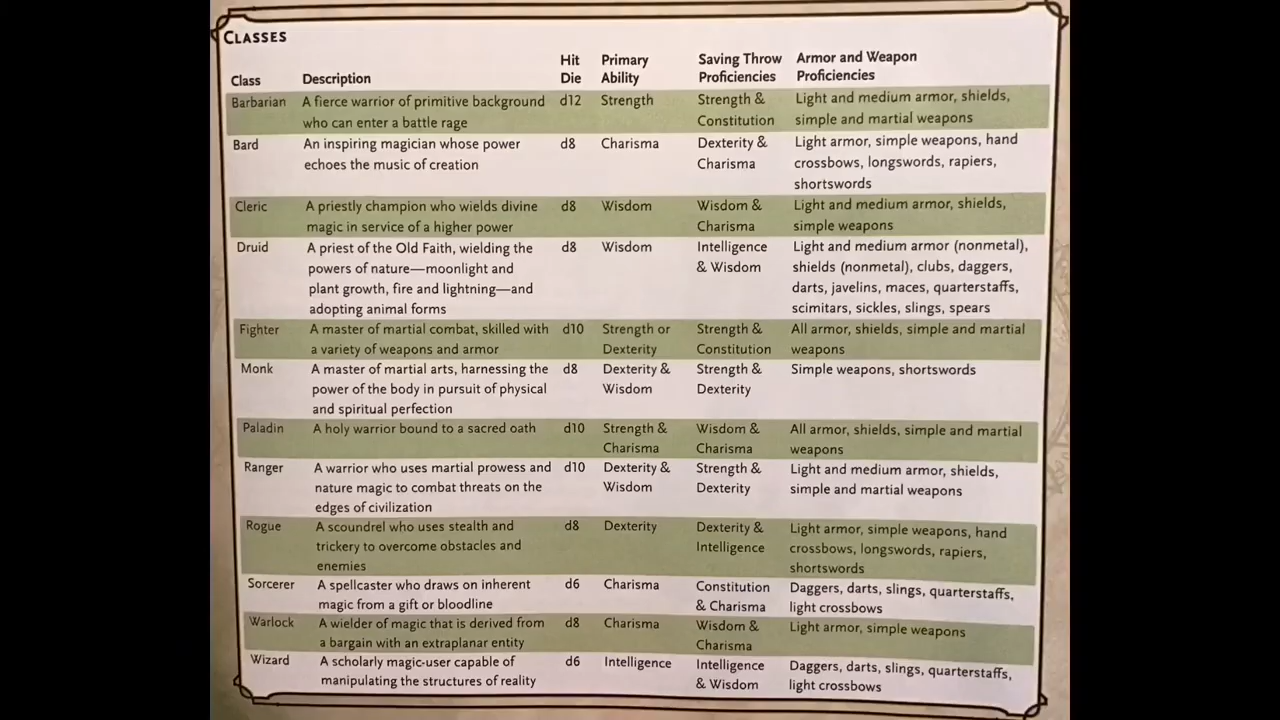 CLASSES
Class Description Hit Die Primary Ability Saving Throw Proficiencies Armor and Weapon Proficiencies
Barbarian A fierce warrior of primitive background d12 Strength Strength & Light and medium armor, shields,
who can enter a battle rage Constitution simple and martial weapons
Bard An inspiring magician whose power d8 Charisma Dexterity & Light armor, simple weapons, hand
echoes the music of creation Charisma crossbows, longswords, rapiers,
shortswords
Cleric A priestly champion who wields divine d8 Wisdom Wisdom & Light and medium armor, shields,
magic in service of a higher power Charisma simple weapons
Druid A priest of the Old Faith, wielding the d8 Wisdom Intelligence Light and medium armor (nonmetal),
powers of nature—moonlight and & Wisdom shields (nonmetal), clubs, daggers,
plant growth, fire and lightning—and darts, javelins, maces, quarterstaffs,
adopting animal forms scimitars, sickles, slings, spears
Fighter A master of martial combat, skilled with d10 Strength or Strength & All armor, shields, simple and martial
a variety of weapons and armor Dexterity Constitution weapons
Monk A master of martial arts, harnessing the d8 Dexterity & Strength & Simple weapons, shortswords
power of the body in pursuit of physical Wisdom Dexterity
and spiritual perfection
Paladin A holy warrior bound to a sacred oath d10 Strength & Wisdom & All armor, shields, simple and martial
Charisma Charisma weapons
Ranger A warrior who uses martial prowess and d10 Dexterity & Strength & Light and medium armor, shields,
nature magic to combat threats on the Wisdom Dexterity simple and martial weapons
edges of civilization
Rogue A scoundrel who uses stealth and d8 Dexterity Dexterity & Light armor, simple weapons, hand
trickery to overcome obstacles and Intelligence crossbows, longswords, rapiers,
enemies shortswords
Sorcerer A spellcaster who draws on inherent d6 Charisma Constitution Daggers, darts, slings, quarterstaffs,
magic from a gift or bloodline & Charisma light crossbows
Warlock A wielder of magic that is derived from d8 Charisma Wisdom & Light armor, simple weapons
a bargain with an extraplanar entity Charisma
Wizard A scholarly magic-user capable of d6 Intelligence Intelligence Daggers, darts, slings, quarterstaffs,
manipulating the structures of reality & Wisdom light crossbows